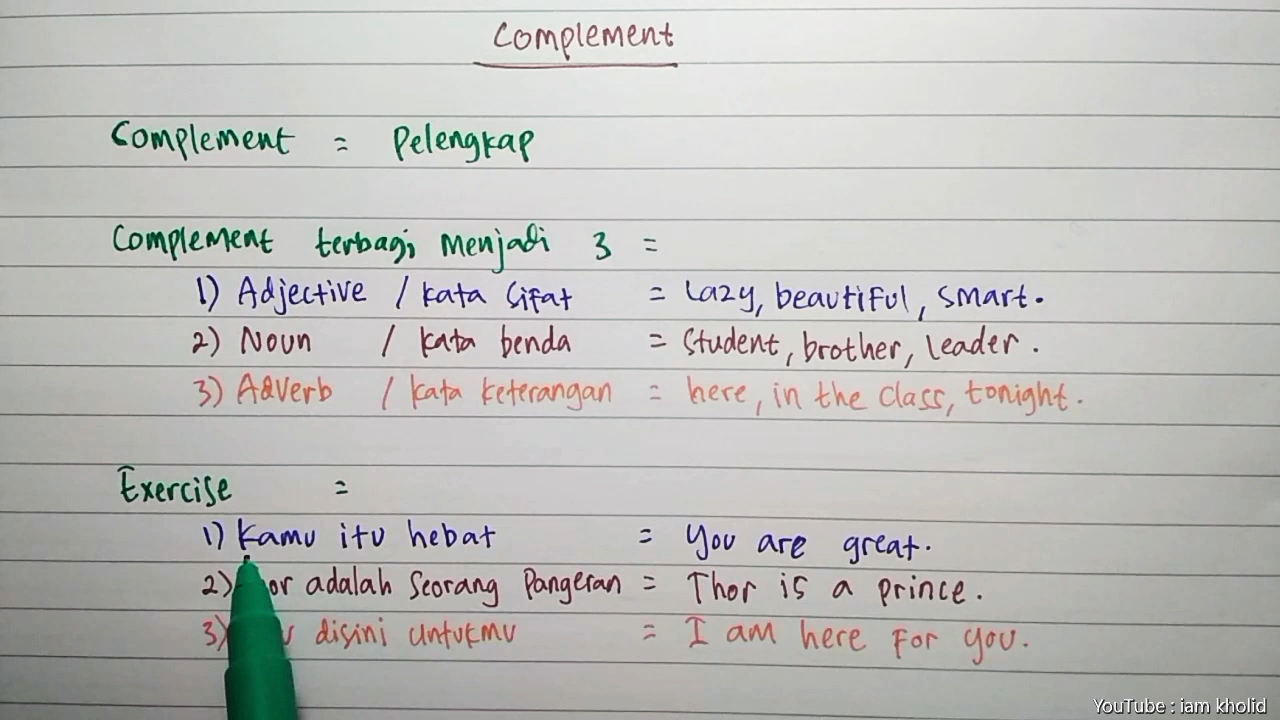 Complement
Complement = Pelengkap
Complement terbagi menjadi 3 =
1) Adjective / kata sifat = lazy, beautiful, smart.
2) Noun / kata benda = student, brother, leader.
3) Adverb / kata keterangan = here, in the class, tonight.
Exercise =
1) Kamu itu hebat = You are great.
2) adalah seorang pangeran = Thor is a prince.
3) disini untukmu = I am here for you.
YouTube : iam kholid